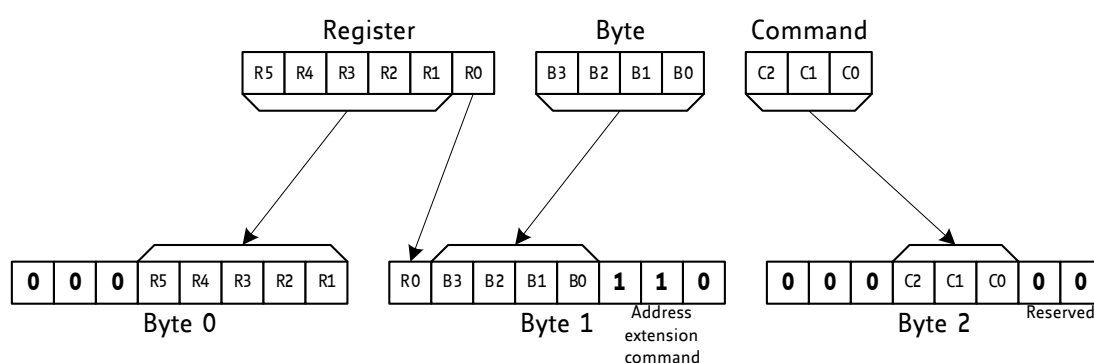 Register Byte Command
R5 R4 R3 R2 R1 R0 B3 B2 B1 B0 C2 C1 C0
0 0 0 R5 R4 R3 R2 R1 R0 B3 B2 B1 B0 1 1 0 0 0 0 C2 C1 C0 0 0
Byte 0 Byte 1 Address extension command Byte 2 Reserved